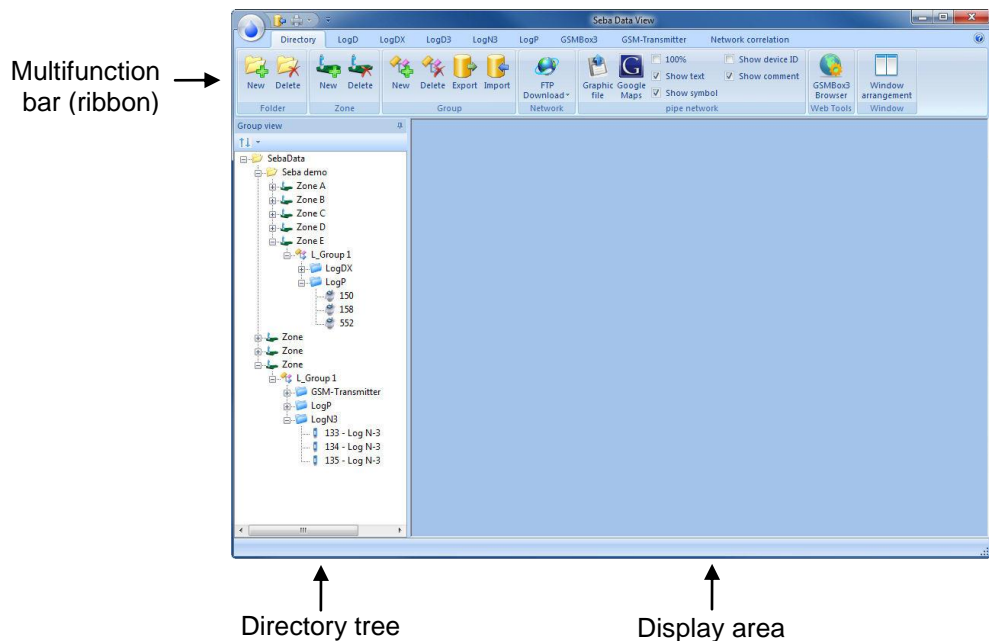 Seba Data View
Directory LogD LogDX LogD3 LogN3 LogP GSMBox3 GSM-Transmitter Network correlation
Multifunction
bar (ribbon)
100% Show device ID
Show text Show comment
Show symbol
New Delete New Delete New Delete Export Import FTP Download Graphic file Google Maps GSMBox3 Browser Window arrangement
Folder Zone Group Network pipe network Web Tools Window
Group view
SebaData
Seba demo
Zone A
Zone B
Zone C
Zone D
Zone E
L_Group 1
LogDX
LogP
150
158
552
Zone
Zone
Zone
L_Group 1
GSM-Transmitter
LogP
LogN3
133 - Log N-3
134 - Log N-3
135 - Log N-3
Directory tree
Display area